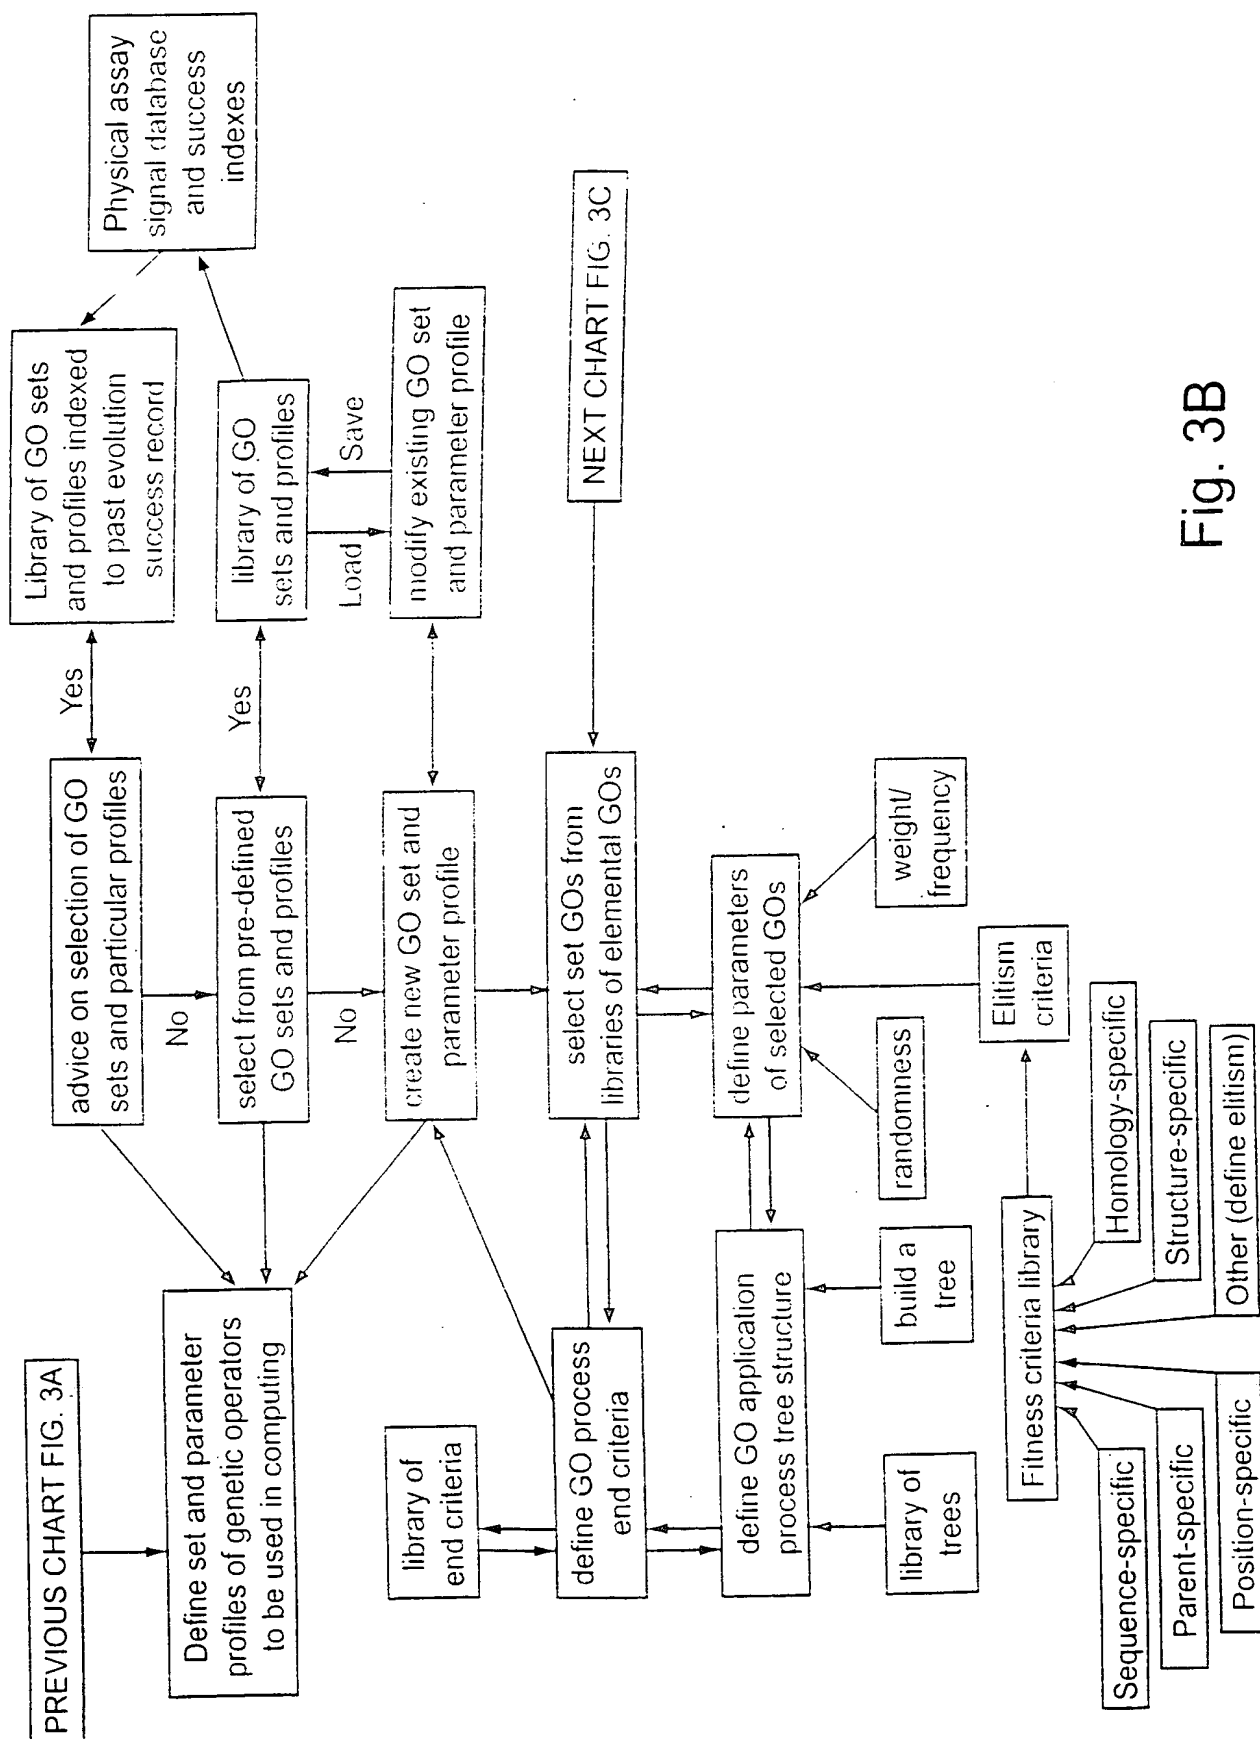 PREVIOUS CHART FIG. 3A
Define set and parameter
profiles of genetic operators
to be used in computing
advice on selection of GO
sets and particular profiles
Yes
Library of GO sets
and profiles indexed
to past evolution
success record
Physical assay
signal database
and success
indexes
No
select from pre-defined
GO sets and profiles
Yes
library of GO
sets and profiles
No
Load
Save
create new GO set and
parameter profile
modify existing GO set
and parameter profile
library of
end criteria
define GO process
end criteria
select set GOs from
libraries of elemental GOs
NEXT CHART FIG. 3C
define GO application
process tree structure
define parameters
of selected GOs
library of
trees
build a
tree
randomness
weight/
frequency
Elitism
criteria
Fitness criteria library
Sequence-specific
Parent-specific
Position-specific
Homology-specific
Structure-specific
Other (define elitism)
Fig. 3B